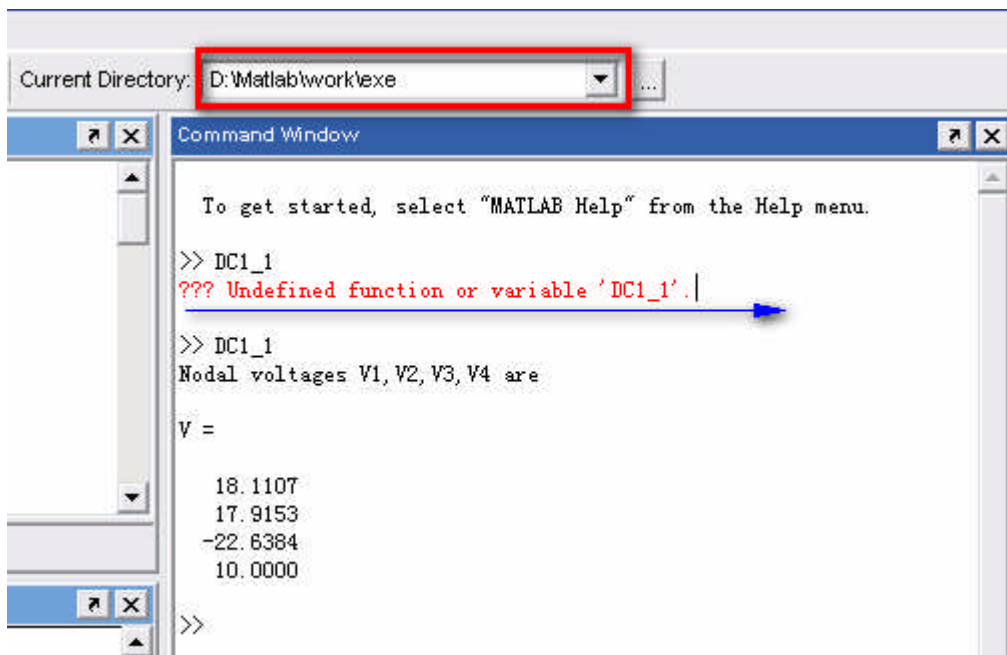 Current Directory: D:\Matlab\work\exe ...
Command Window
To get started, select "MATLAB Help" from the Help menu.
>> DC1_1
??? Undefined function or variable 'DC1_1'.
>> DC1_1
Nodal voltages V1,V2,V3,V4 are
V =
18.1107
17.9153
-22.6384
10.0000
>>